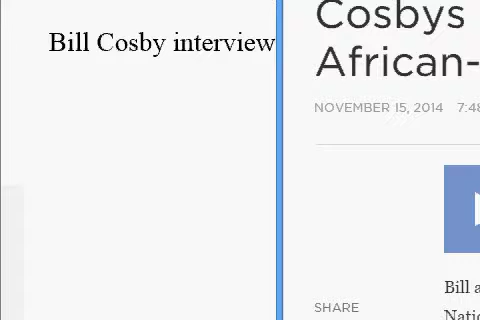 Bill Cosby interview
Cosbys
African-
NOVEMBER 15, 2014 7:48
Bill a
SHARE
Natio